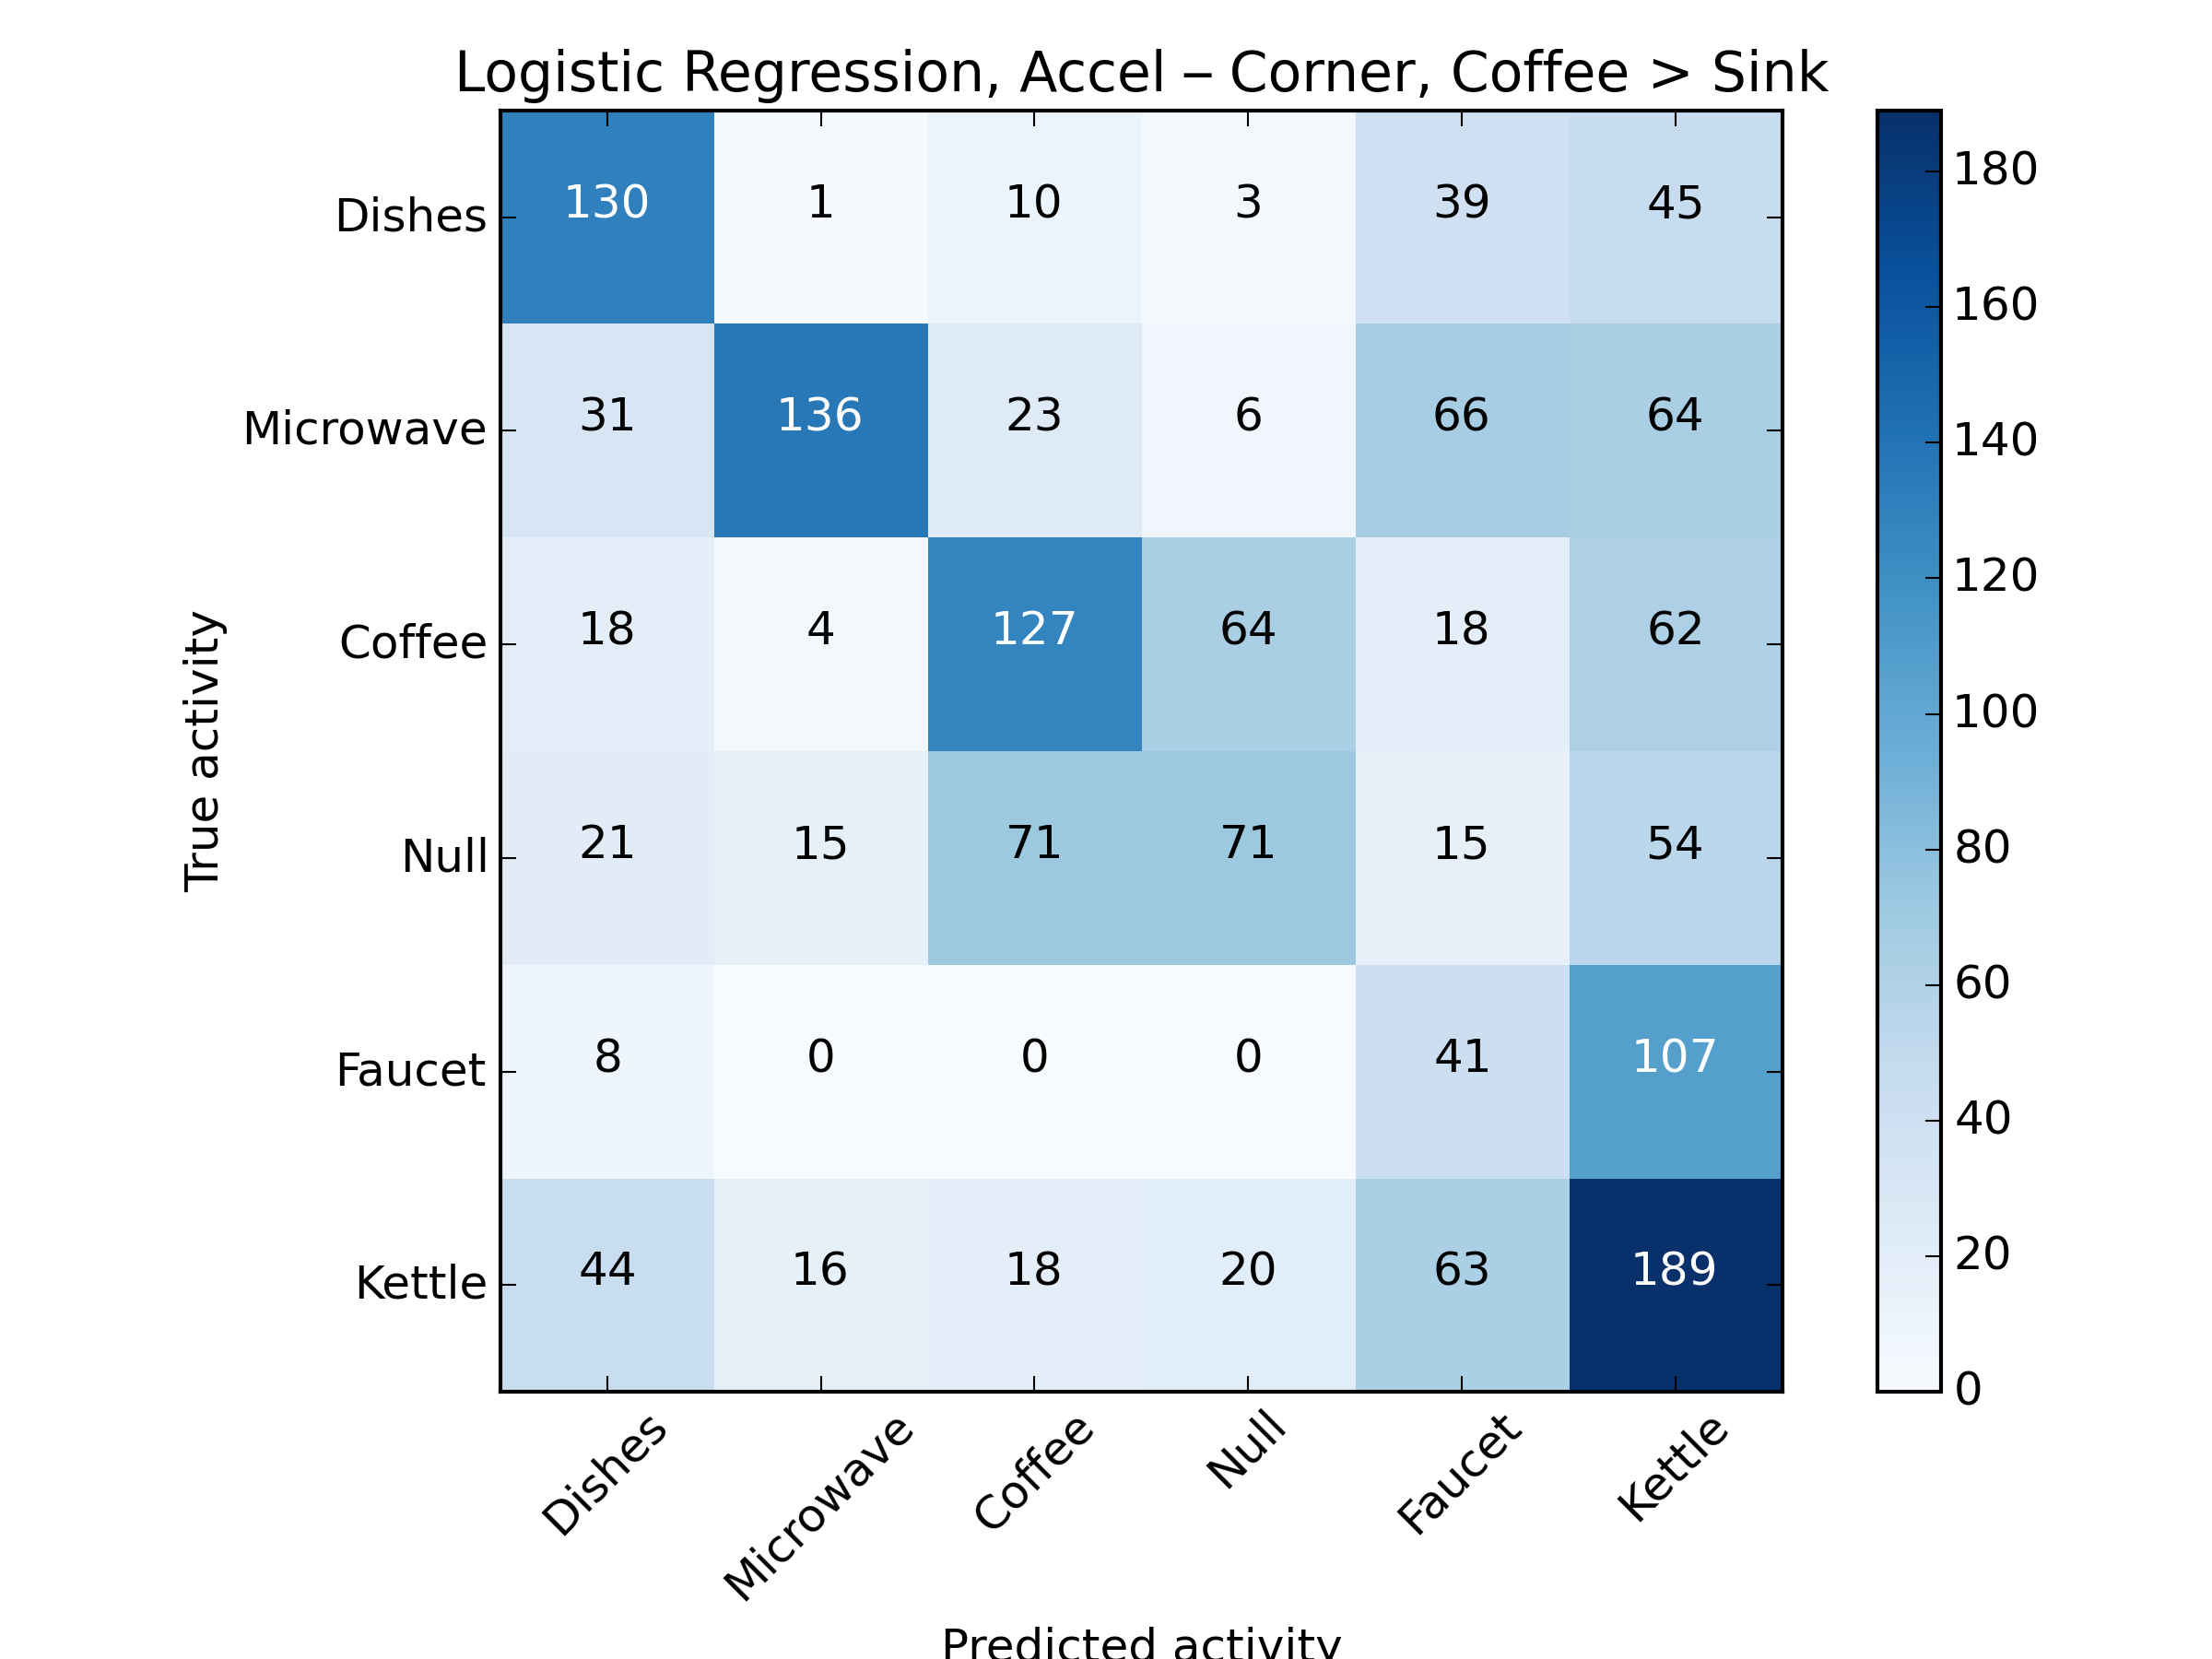 Logistic Regression, Accel – Corner, Coffee > Sink
Dishes 130 1 10 3 39 45
Microwave 31 136 23 6 66 64
Coffee 18 4 127 64 18 62
Null 21 15 71 71 15 54
Faucet 8 0 0 0 41 107
Kettle 44 16 18 20 63 189
True activity
Dishes Microwave Coffee Null Faucet Kettle
Predicted activity
180
160
140
120
100
80
60
40
20
0